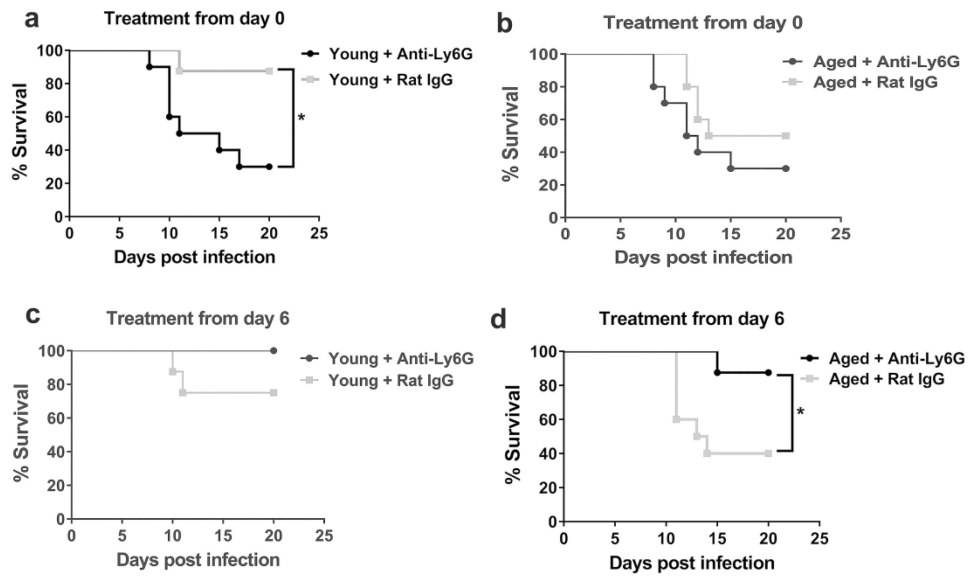 a
Treatment from day 0
Young + Anti-Ly6G
Young + Rat IgG
*
% Survival
100
80
60
40
20
0
0 5 10 15 20 25
Days post infection
b
Treatment from day 0
Aged + Anti-Ly6G
Aged + Rat IgG
% Survival
100
80
60
40
20
0
0 5 10 15 20 25
Days post infection
c
Treatment from day 6
Young + Anti-Ly6G
Young + Rat IgG
% Survival
100
80
60
40
20
0
0 5 10 15 20 25
Days post infection
d
Treatment from day 6
Aged + Anti-Ly6G
Aged + Rat IgG
*
% Survival
100
80
60
40
20
0
0 5 10 15 20 25
Days post infection